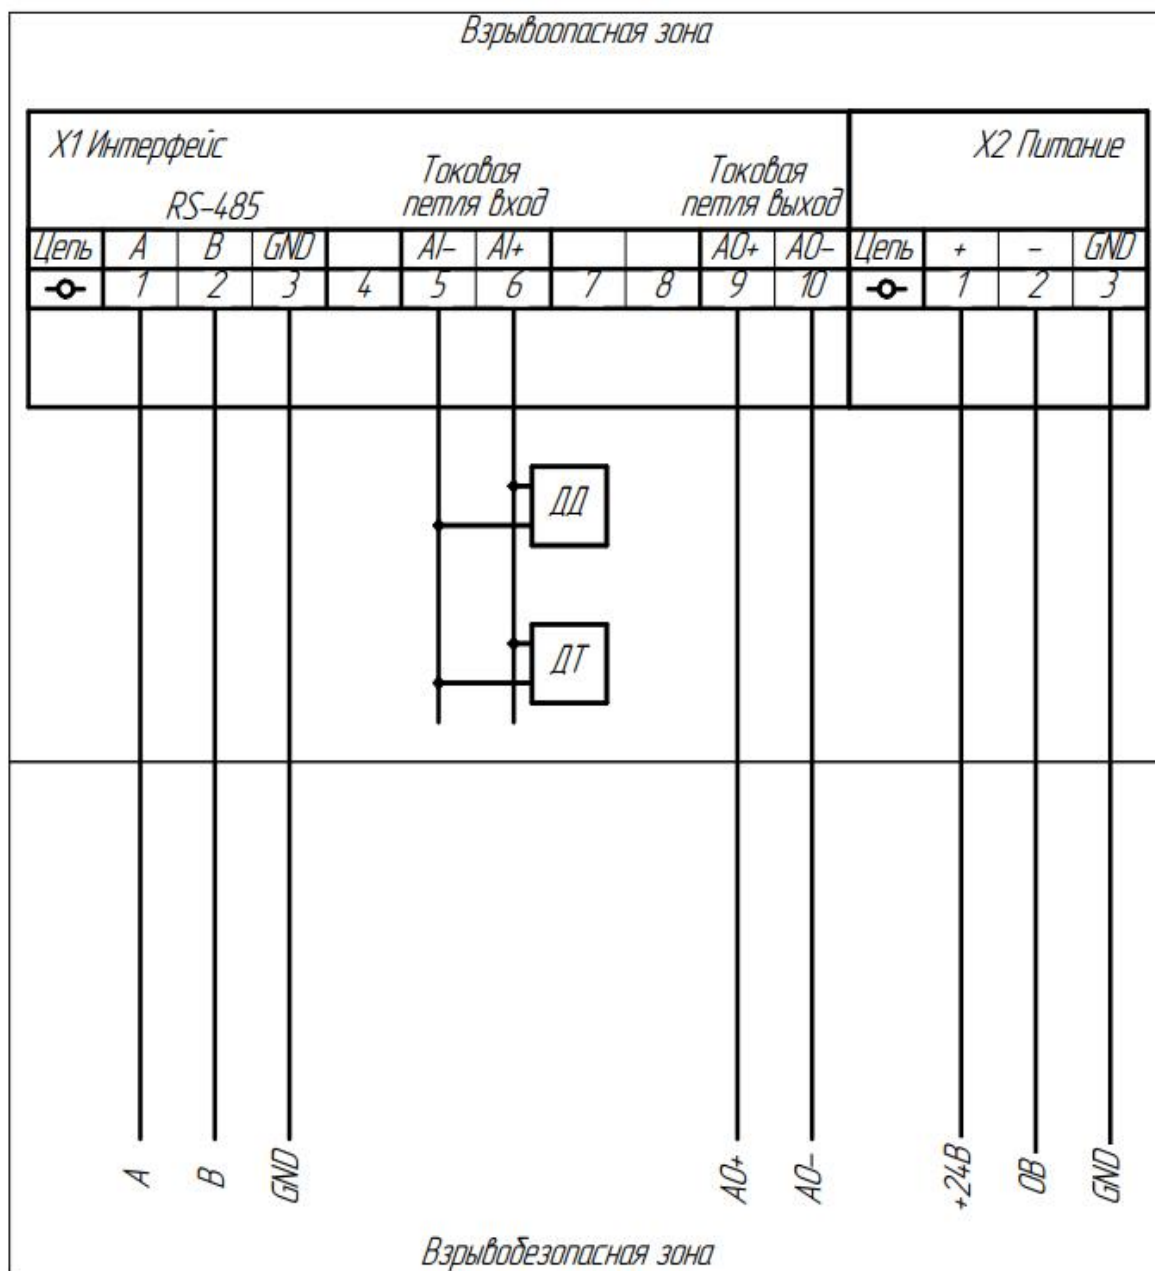 Взрывоопасная зона
X1 Интерфейс
X2 Питание
RS-485
Токовая
петля вход
Токовая
петля выход
Цепь A B GND AI- AI+ AO+ AO- Цепь + - GND
1 2 3 4 5 6 7 8 9 10 1 2 3
ДД
ДТ
A B GND AO+ AO- +24В 0В GND
Взрывобезопасная зона